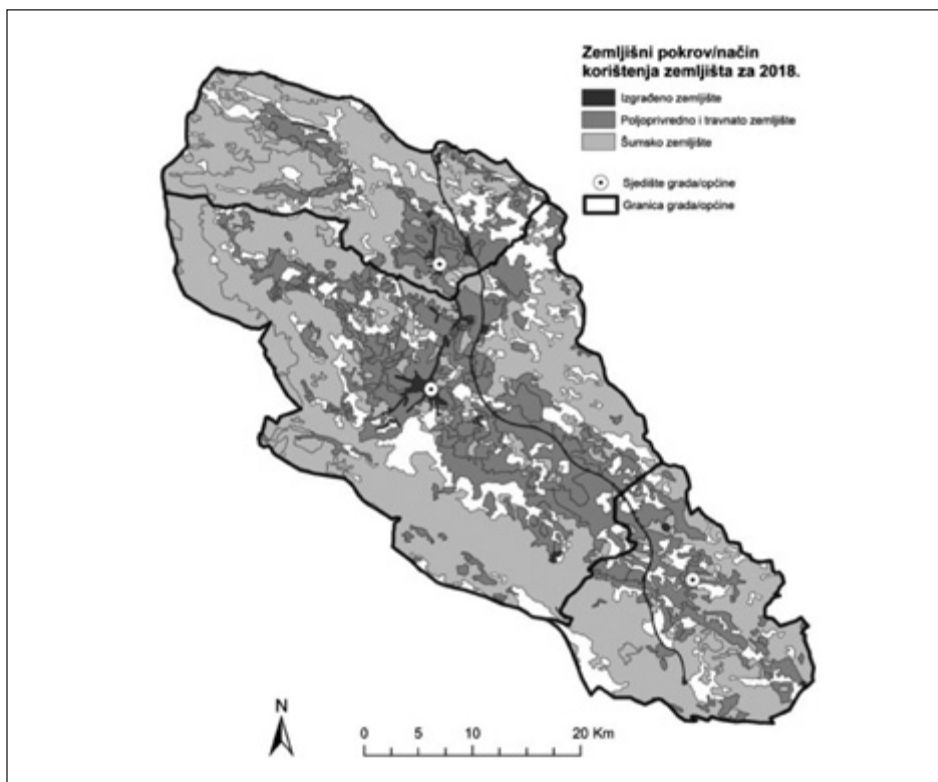 Zemljišni pokrov/način
korištenja zemljišta za 2018.
Izgrađeno zemljište
Poljoprivredno i travnato zemljište
Šumsko zemljište
Sjedište grada/općine
Granica grada/općine
N
0 5 10 20 Km